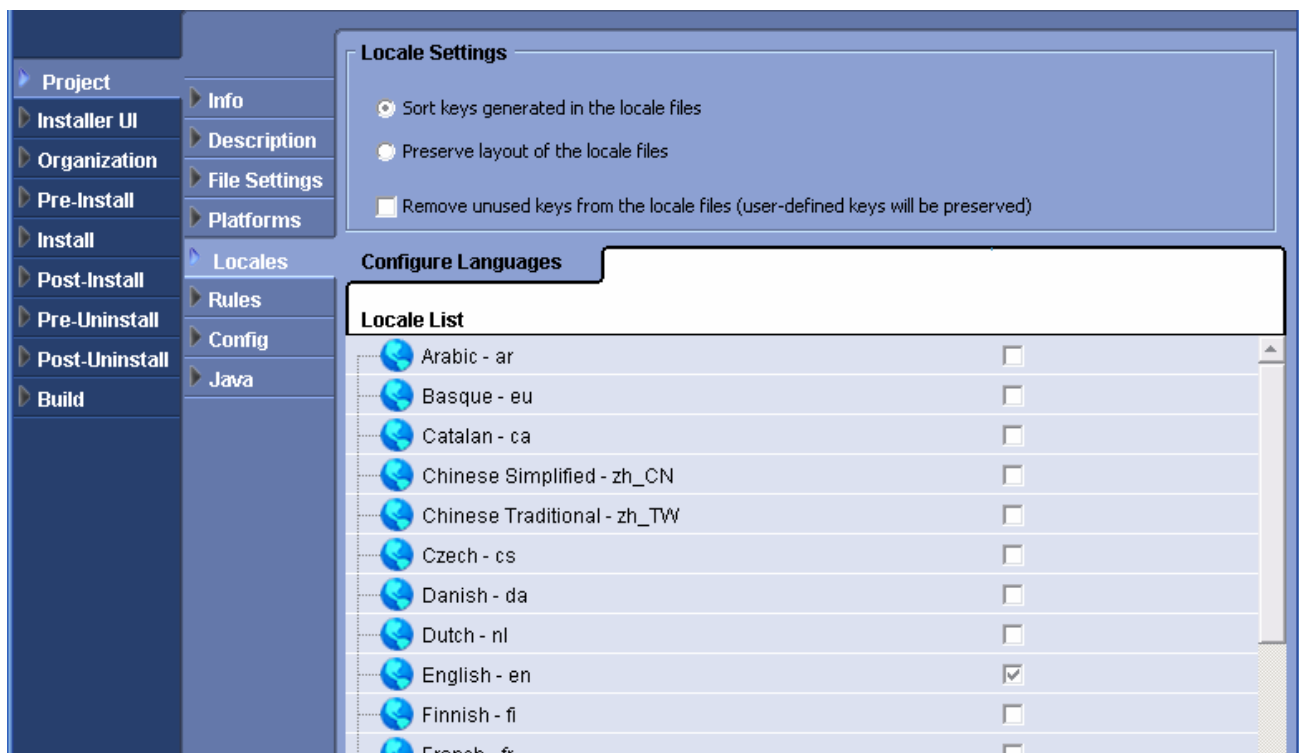 Project
Installer UI
Organization
Pre-Install
Install
Post-Install
Pre-Uninstall
Post-Uninstall
Build
Info
Description
File Settings
Platforms
Locales
Rules
Config
Java
Locale Settings
Sort keys generated in the locale files
Preserve layout of the locale files
Remove unused keys from the locale files (user-defined keys will be preserved)
Configure Languages
Locale List
Arabic - ar
Basque - eu
Catalan - ca
Chinese Simplified - zh_CN
Chinese Traditional - zh_TW
Czech - cs
Danish - da
Dutch - nl
English - en
Finnish - fi
French - fr